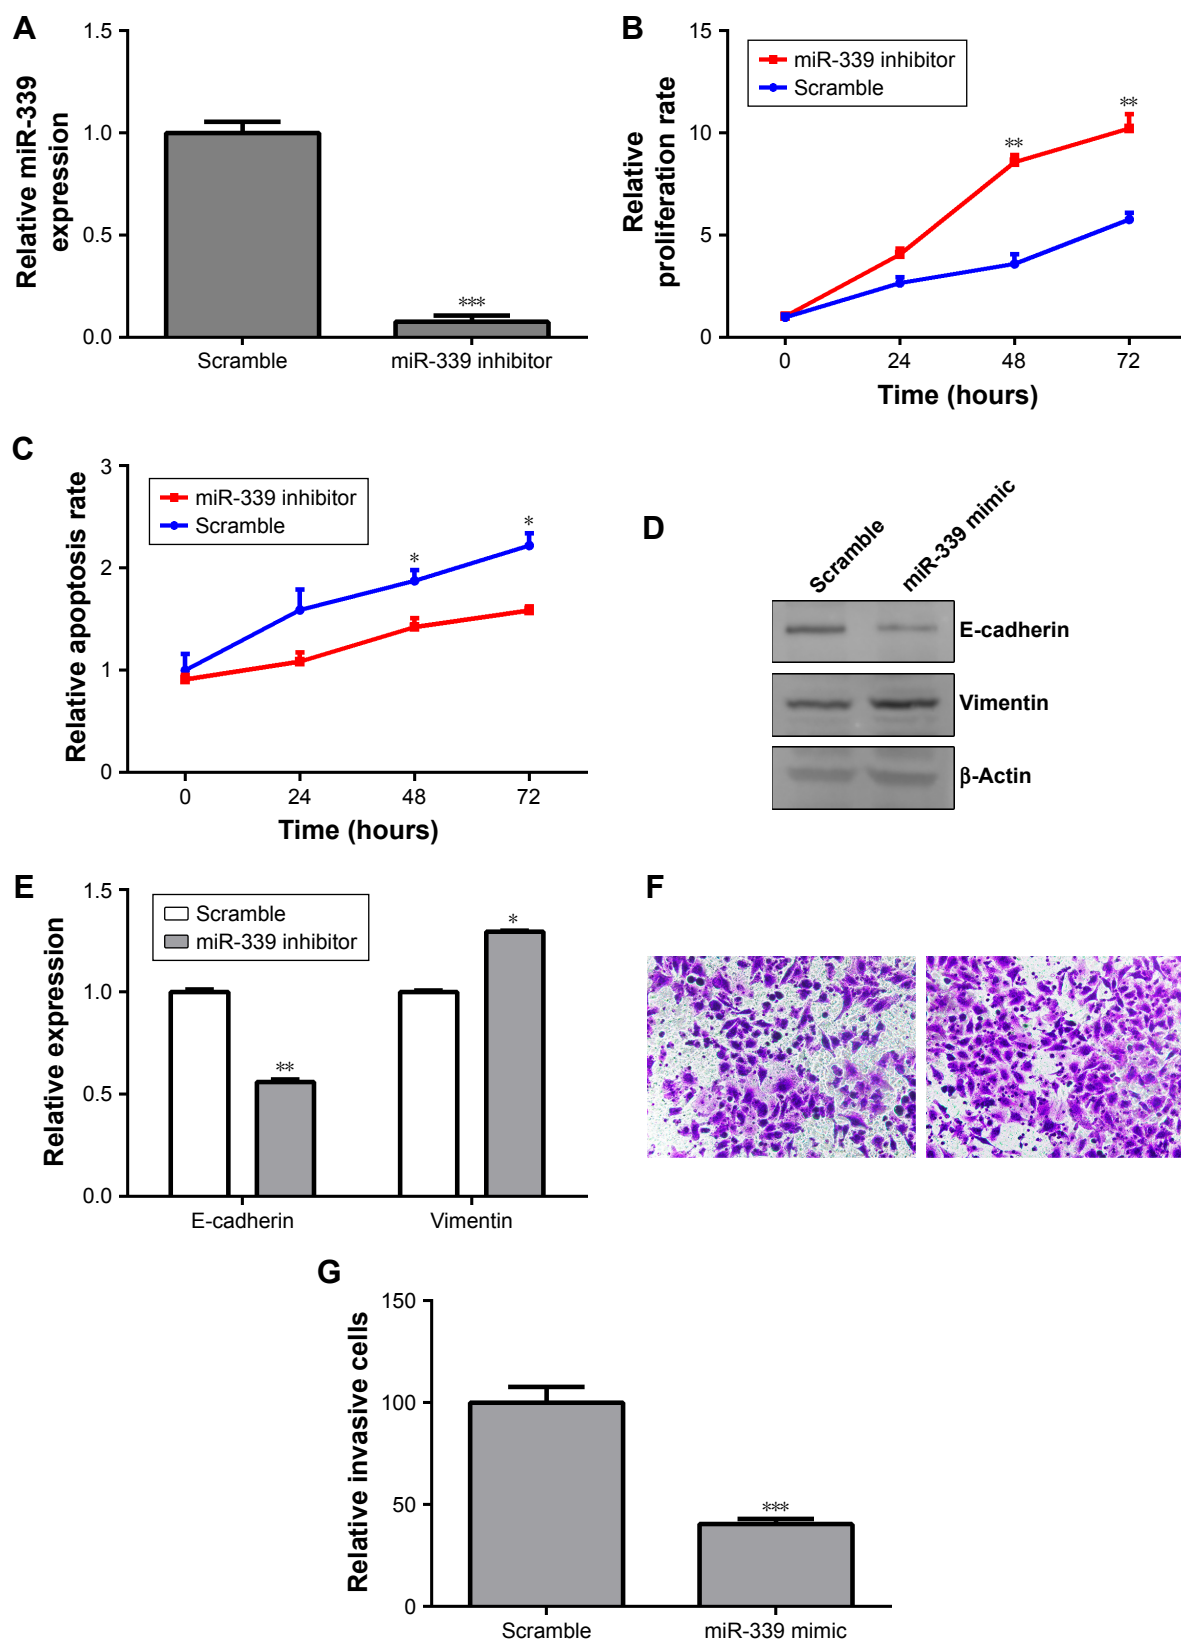 A
Relative miR-339
expression
1.5
1.0
0.5
0.0
***
Scramble
miR-339 inhibitor
B
Relative
proliferation rate
15
10
5
0
miR-339 inhibitor
Scramble
**
**
0
24
48
72
Time (hours)
C
Relative apoptosis rate
3
2
1
0
miR-339 inhibitor
Scramble
*
*
0
24
48
72
Time (hours)
D
Scramble
miR-339 mimic
E-cadherin
Vimentin
β-Actin
E
Relative expression
1.5
1.0
0.5
0.0
Scramble
miR-339 inhibitor
**
*
E-cadherin
Vimentin
F
G
Relative invasive cells
150
100
50
0
***
Scramble
miR-339 mimic